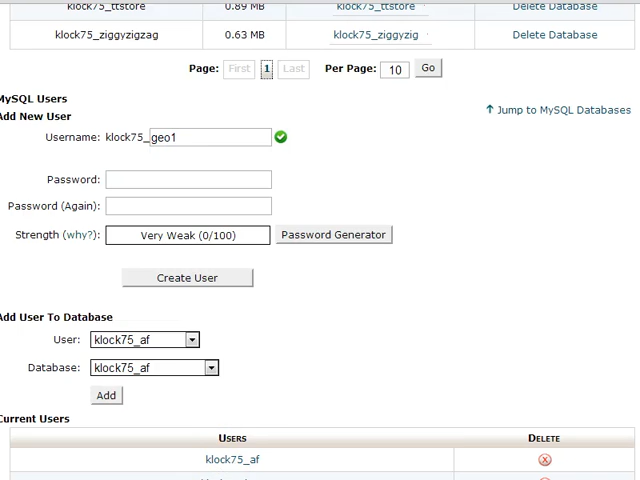 klock75_ttstore 0.89 MB klock75_ttstore Delete Database
klock75_ziggyzigzag 0.63 MB klock75_ziggyzig Delete Database
Page: First 1 Last Per Page: 10 Go
MySQL Users
Jump to MySQL Databases
Add New User
Username: klock75_ geo1
Password:
Password (Again):
Strength (why?): Very Weak (0/100) Password Generator
Create User
Add User To Database
User: klock75_af
Database: klock75_af
Add
Current Users
USERS DELETE
klock75_af